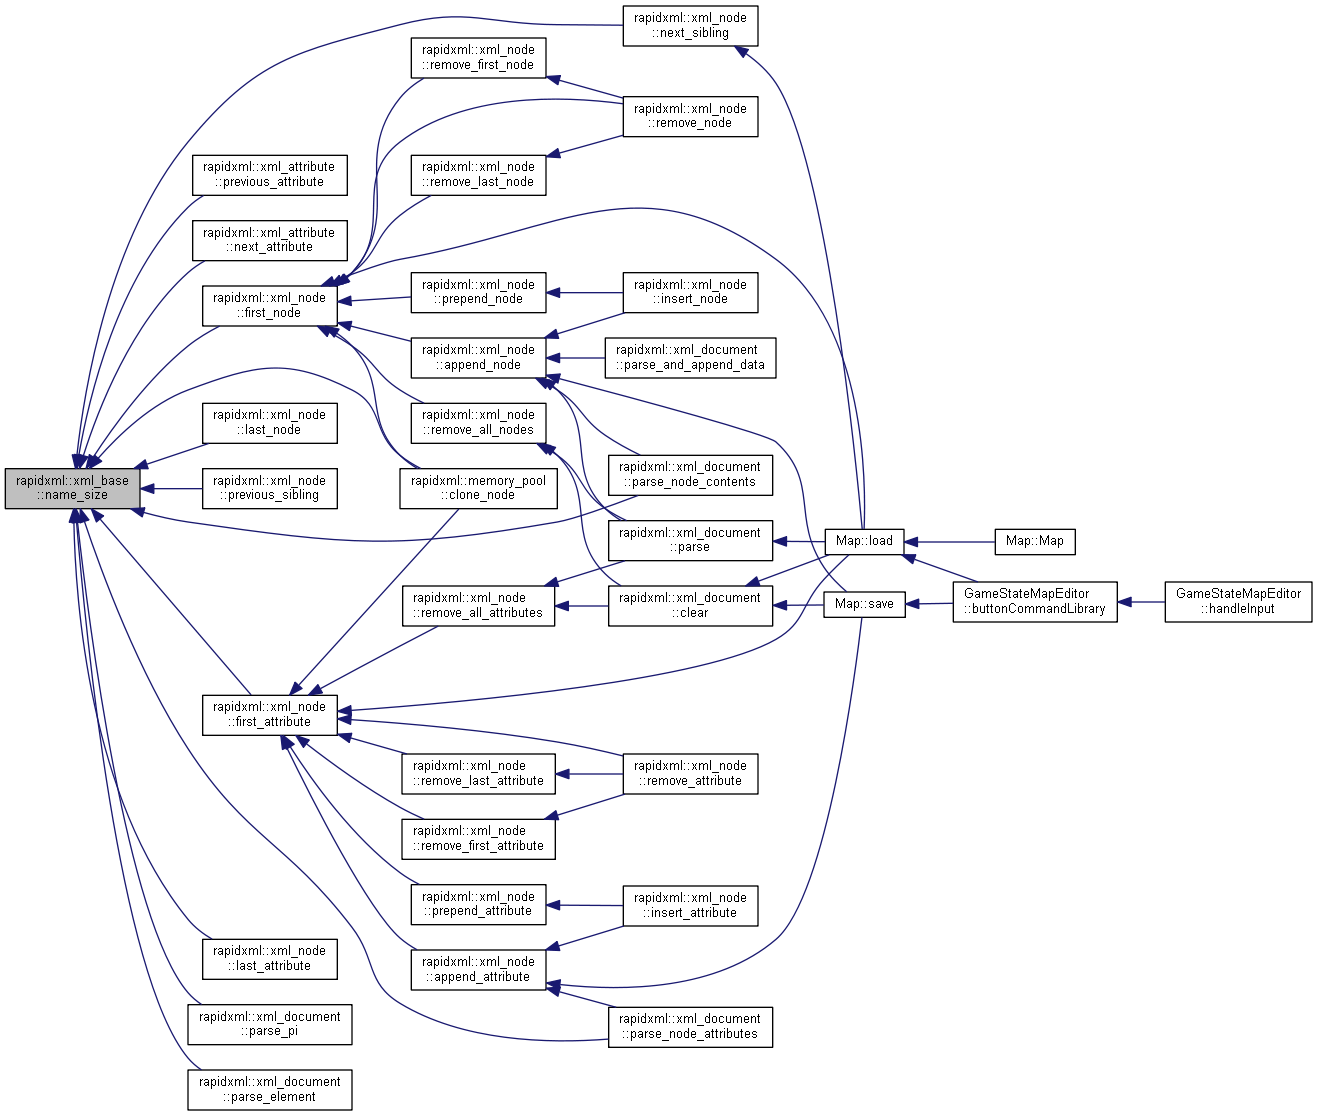 rapidxml::xml_base
::name_size
rapidxml::xml_attribute
::previous_attribute
rapidxml::xml_attribute
::next_attribute
rapidxml::xml_node
::first_node
rapidxml::xml_node
::last_node
rapidxml::xml_node
::previous_sibling
rapidxml::xml_node
::first_attribute
rapidxml::xml_node
::last_attribute
rapidxml::xml_document
::parse_pi
rapidxml::xml_document
::parse_element
rapidxml::xml_node
::remove_first_node
rapidxml::xml_node
::remove_last_node
rapidxml::xml_node
::prepend_node
rapidxml::xml_node
::append_node
rapidxml::xml_node
::remove_all_nodes
rapidxml::memory_pool
::clone_node
rapidxml::xml_node
::remove_all_attributes
rapidxml::xml_node
::remove_last_attribute
rapidxml::xml_node
::remove_first_attribute
rapidxml::xml_node
::prepend_attribute
rapidxml::xml_node
::append_attribute
rapidxml::xml_node
::next_sibling
rapidxml::xml_node
::remove_node
rapidxml::xml_node
::insert_node
rapidxml::xml_document
::parse_and_append_data
rapidxml::xml_document
::parse_node_contents
rapidxml::xml_document
::parse
rapidxml::xml_document
::clear
rapidxml::xml_node
::remove_attribute
rapidxml::xml_node
::insert_attribute
rapidxml::xml_document
::parse_node_attributes
Map::load
Map::save
Map::Map
GameStateMapEditor
::buttonCommandLibrary
GameStateMapEditor
::handleInput